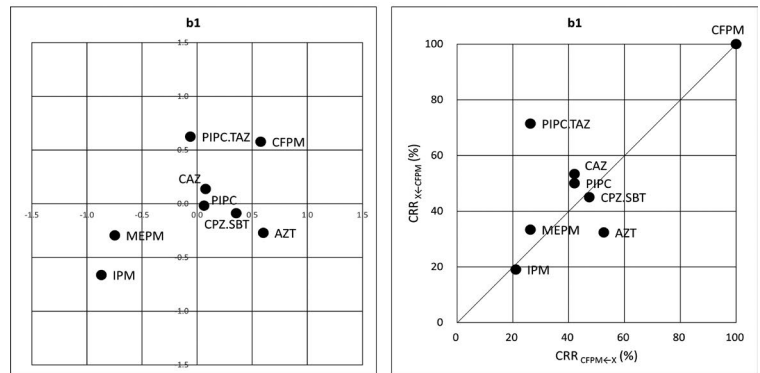 b1
1.5
1.0
PIPC.TAZ
CFPM
0.5
CAZ
PIPC
0.0
-1.5
-1.0
-0.5
0.0
0.5
1.0
1.5
CPZ.SBT
MEPM
AZT
-0.5
IPM
-1.0
-1.5
b1
CFPM
100
80
PIPC.TAZ
60
CAZ
PIPC
40
CPZ.SBT
MEPM
AZT
20
IPM
0
0 20 40 60 80 100
CRR X←CFPM (%)
CRR CFPM←X (%)